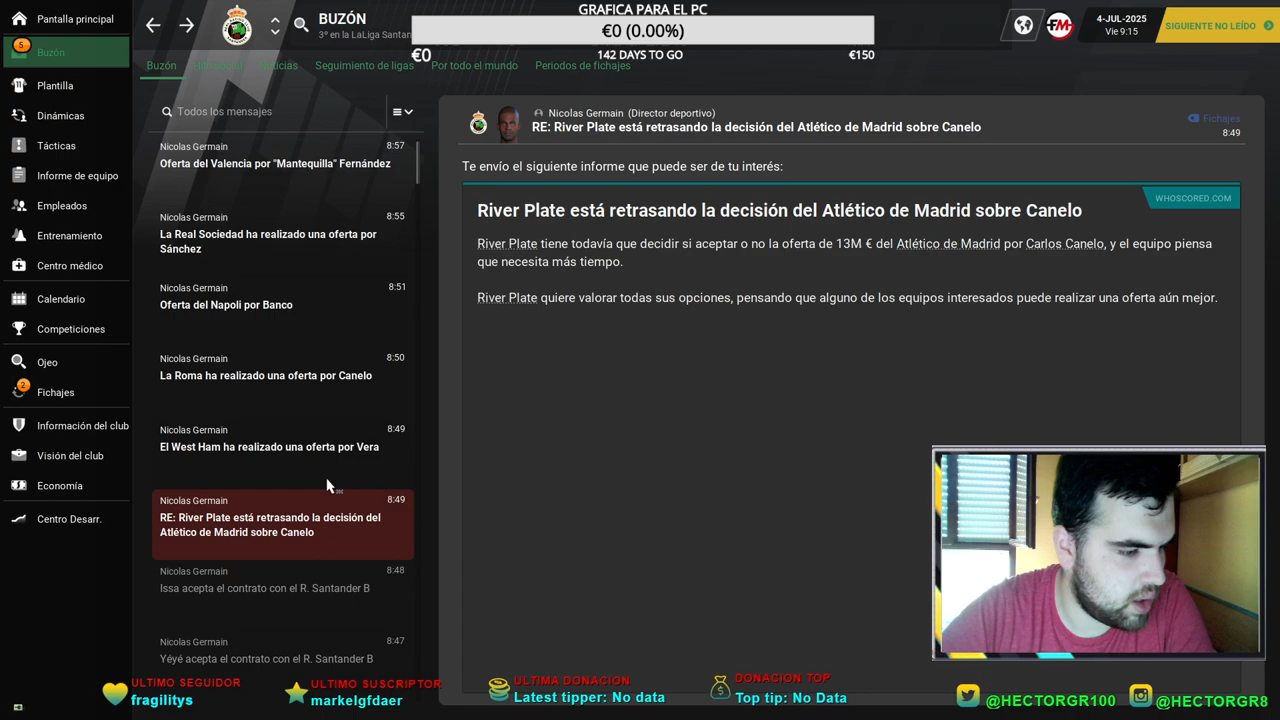 Pantalla principal
5
Buzón
Plantilla
Dinámicas
Tácticas
Informe de equipo
Empleados
Entrenamiento
Centro médico
Calendario
Competiciones
Ojeo
2
Fichajes
Información del club
Visión del club
Economía
Centro Desarr.
BUZÓN
3º en la LaLiga Santan
GRAFICA PARA EL PC
€0 (0.00%)
€0
142 DAYS TO GO
€150
FM
4-JUL-2025
Vie 9:15
SIGUIENTE NO LEÍDO
Buzón
Noticias
Seguimiento de ligas
Por todo el mundo
Periodos de fichajes
Todos los mensajes
Nicolas Germain 8:57
Oferta del Valencia por "Mantequilla" Fernández
Nicolas Germain 8:55
La Real Sociedad ha realizado una oferta por
Sánchez
Nicolas Germain 8:51
Oferta del Napoli por Banco
Nicolas Germain 8:50
La Roma ha realizado una oferta por Canelo
Nicolas Germain 8:49
El West Ham ha realizado una oferta por Vera
Nicolas Germain 8:49
RE: River Plate está retrasando la decisión del
Atlético de Madrid sobre Canelo
Nicolas Germain 8:48
Issa acepta el contrato con el R. Santander B
Nicolas Germain 8:47
Yéyé acepta el contrato con el R. Santander B
Nicolas Germain (Director deportivo)
RE: River Plate está retrasando la decisión del Atlético de Madrid sobre Canelo
Fichajes
8:49
Te envío el siguiente informe que puede ser de tu interés:
WHOSCORED.COM
River Plate está retrasando la decisión del Atlético de Madrid sobre Canelo
River Plate tiene todavía que decidir si aceptar o no la oferta de 13M € del Atlético de Madrid por Carlos Canelo, y el equipo piensa
que necesita más tiempo.
River Plate quiere valorar todas sus opciones, pensando que alguno de los equipos interesados puede realizar una oferta aún mejor.
ULTIMO SEGUIDOR
fragilitys
ULTIMO SUSCRIPTOR
markelgfdaer
ULTIMA DONACION
Latest tipper: No data
DONACION TOP
Top tip: No Data
@HECTORGR100
@HECTORGR8